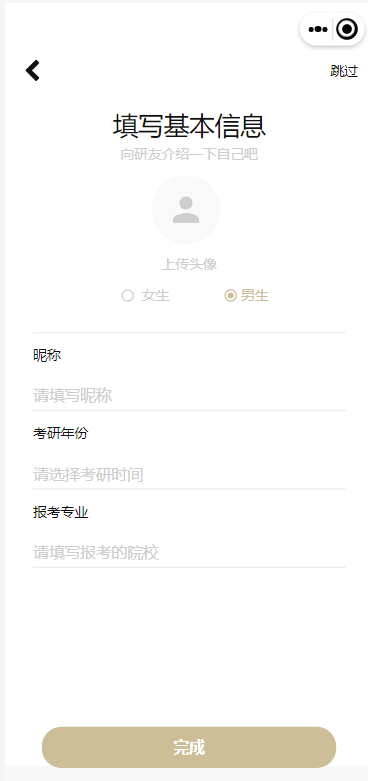 跳过
填写基本信息
向研友介绍一下自己吧
上传头像
女生 男生
昵称
请填写昵称
考研年份
请选择考研时间
报考专业
请填写报考的院校
完成